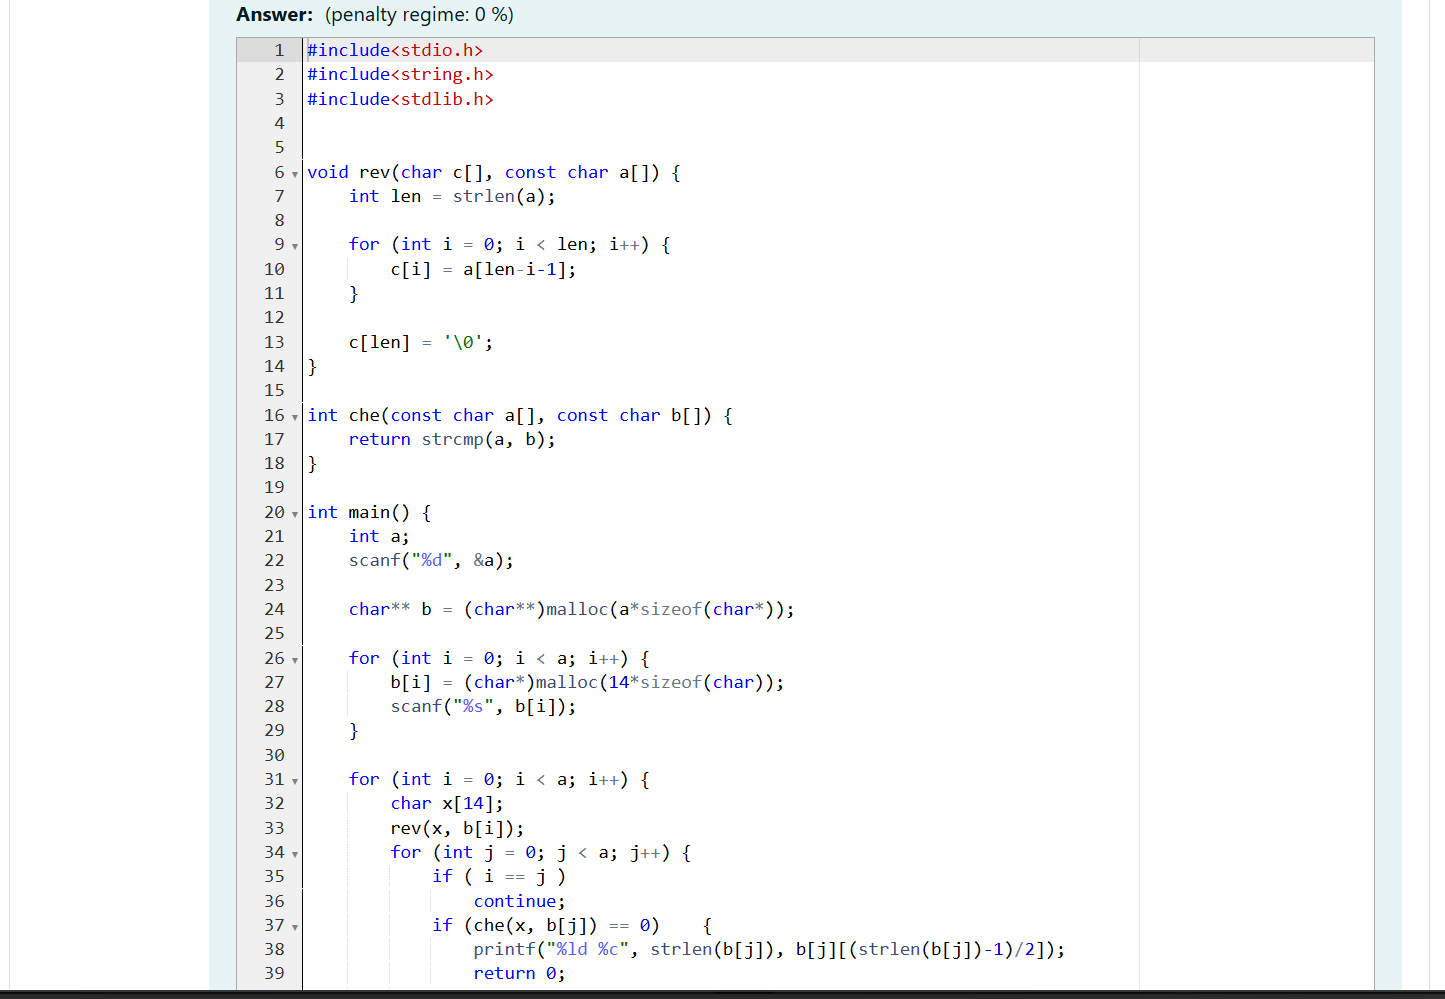 Answer: (penalty regime: 0 %)
1 #include<stdio.h>
2 #include<string.h>
3 #include<stdlib.h>
4
5
6 void rev(char c[], const char a[]) {
7     int len = strlen(a);
8
9     for (int i = 0; i < len; i++) {
10         c[i] = a[len-i-1];
11     }
12
13     c[len] = '\0';
14 }
15
16 int che(const char a[], const char b[]) {
17     return strcmp(a, b);
18 }
19
20 int main() {
21     int a;
22     scanf("%d", &a);
23
24     char** b = (char**)malloc(a*sizeof(char*));
25
26     for (int i = 0; i < a; i++) {
27         b[i] = (char*)malloc(14*sizeof(char));
28         scanf("%s", b[i]);
29     }
30
31     for (int i = 0; i < a; i++) {
32         char x[14];
33         rev(x, b[i]);
34         for (int j = 0; j < a; j++) {
35             if ( i == j )
36                 continue;
37             if (che(x, b[j]) == 0)    {
38                 printf("%ld %c", strlen(b[j]), b[j][(strlen(b[j])-1)/2]);
39                 return 0;